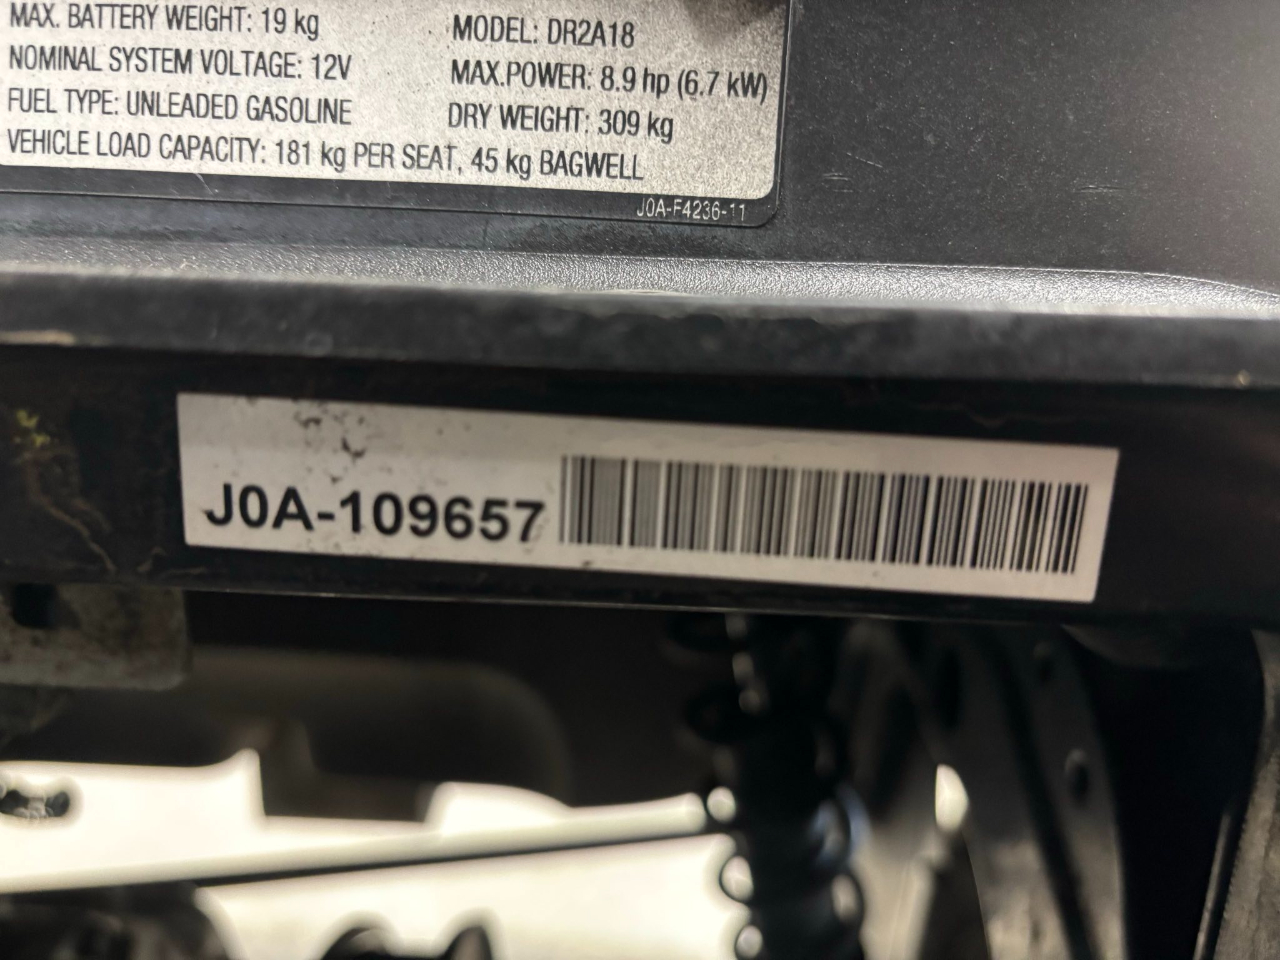 MAX. BATTERY WEIGHT: 19 kg
MODEL: DR2A18
NOMINAL SYSTEM VOLTAGE: 12V
MAX.POWER: 8.9 hp (6.7 kW)
FUEL TYPE: UNLEADED GASOLINE
DRY WEIGHT: 309 kg
VEHICLE LOAD CAPACITY: 181 kg PER SEAT, 45 kg BAGWELL
J0A-F4236-11
J0A-109657